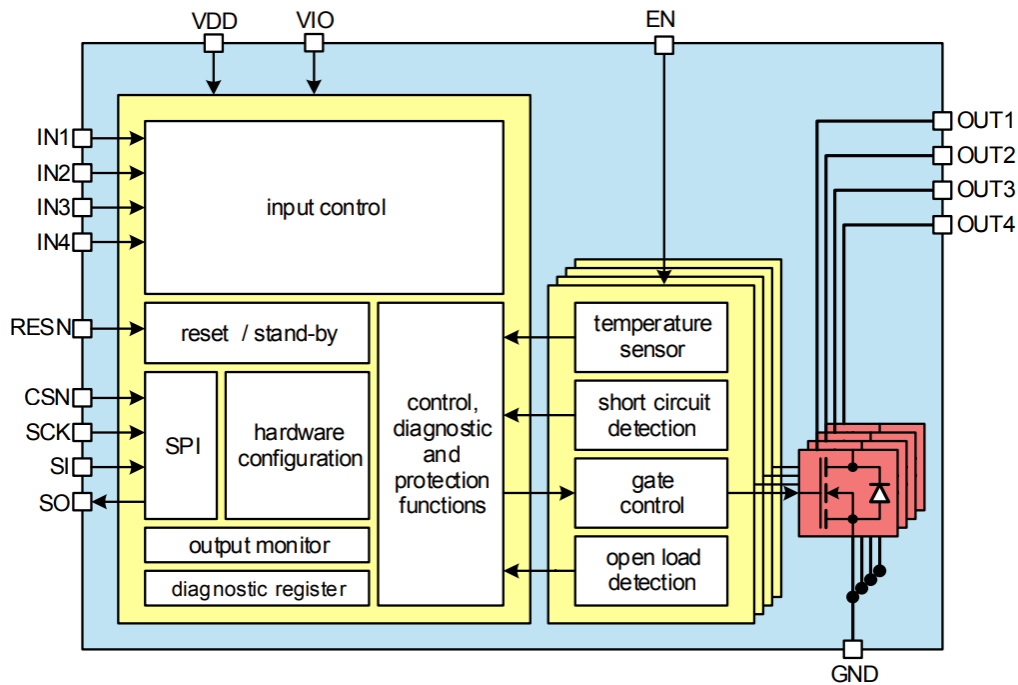 VDD
VIO
EN
IN1
IN2
IN3
IN4
input control
OUT1
OUT2
OUT3
OUT4
RESN
reset / stand-by
CSN
SCK
SI
SO
SPI
hardware
configuration
control,
diagnostic
and
protection
functions
output monitor
diagnostic register
temperature
sensor
short circuit
detection
gate
control
open load
detection
GND